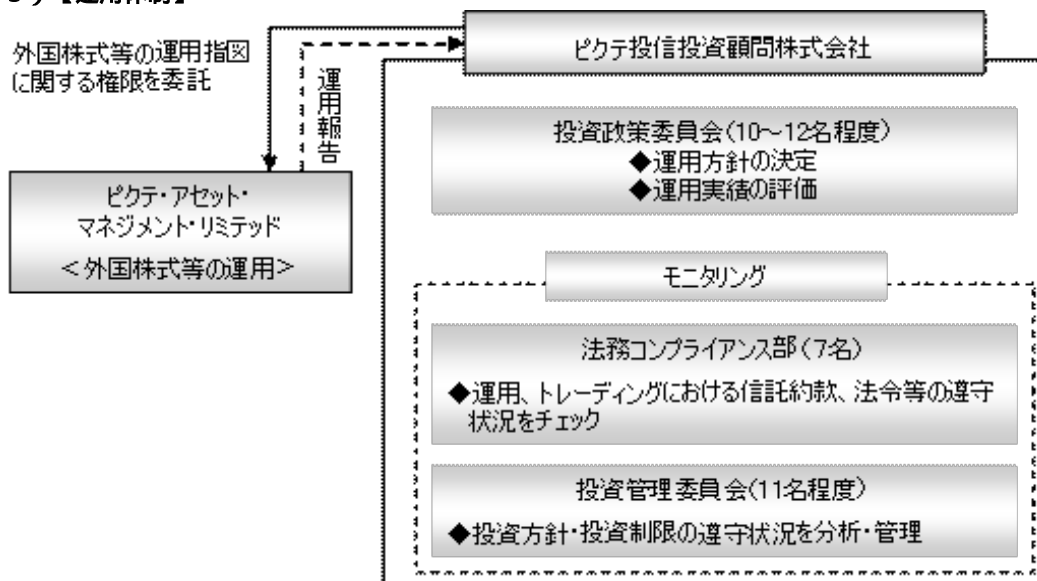 【運用体制】
外国株式等の運用指図
に関する権限を委託
運用報告
ピクテ投信投資顧問株式会社
投資政策委員会(10～12名程度)
◆運用方針の決定
◆運用実績の評価
ピクテ・アセット・
マネジメント・リミテッド
＜外国株式等の運用＞
モニタリング
法務コンプライアンス部(7名)
◆運用、トレーディングにおける信託約款、法令等の遵守
状況をチェック
投資管理委員会(11名程度)
◆投資方針・投資制限の遵守状況を分析・管理